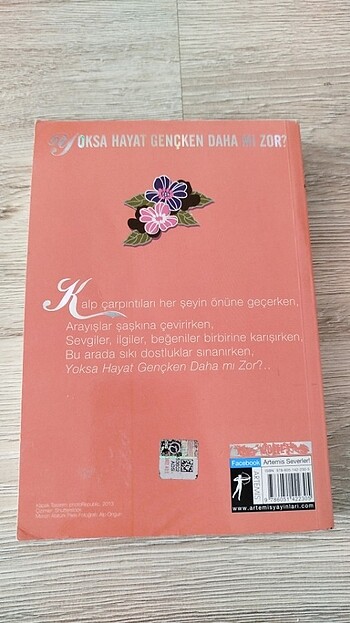 YOKSA HAYAT GENÇKEN DAHA MI ZOR?
Kalp çarpıntıları her şeyin önüne geçerken,
Arayışlar şaşkına çevirirken,
Sevgiler, ilgiler, beğeniler birbirine karışırken,
Bu arada sıkı dostluklar sınanırken,
Yoksa Hayat Gençken Daha mı Zor?..
Facebook Artemis Severler!
ARTEMIS
www.artemisyayinlari.com